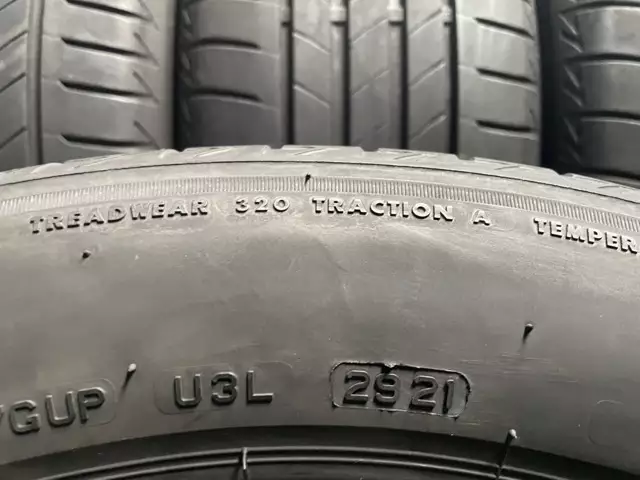 TREADWEAR 320 TRACTION A TEMPER
GUP U3L 2921